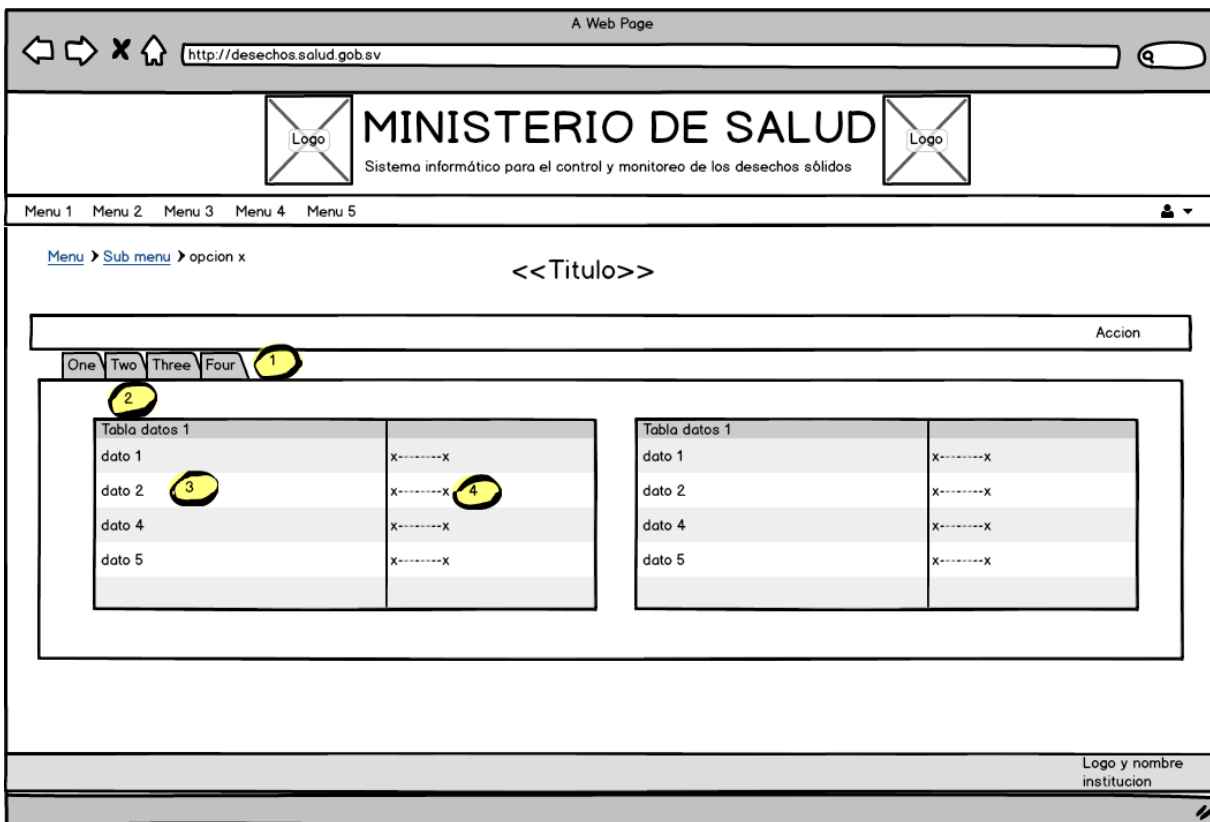 A Web Page
http://desechos.salud.gob.sv
Logo
MINISTERIO DE SALUD
Logo
Sistema informático para el control y monitoreo de los desechos sólidos
Menu 1 Menu 2 Menu 3 Menu 4 Menu 5
Menu Sub menu opcion x
<<Titulo>>
Accion
One Two Three Four 1
2
Tabla datos 1
dato 1 x--------x
dato 2 3 x--------x 4
dato 4 x--------x
dato 5 x--------x
Tabla datos 1
dato 1 x--------x
dato 2 x--------x
dato 4 x--------x
dato 5 x--------x
Logo y nombre
institucion